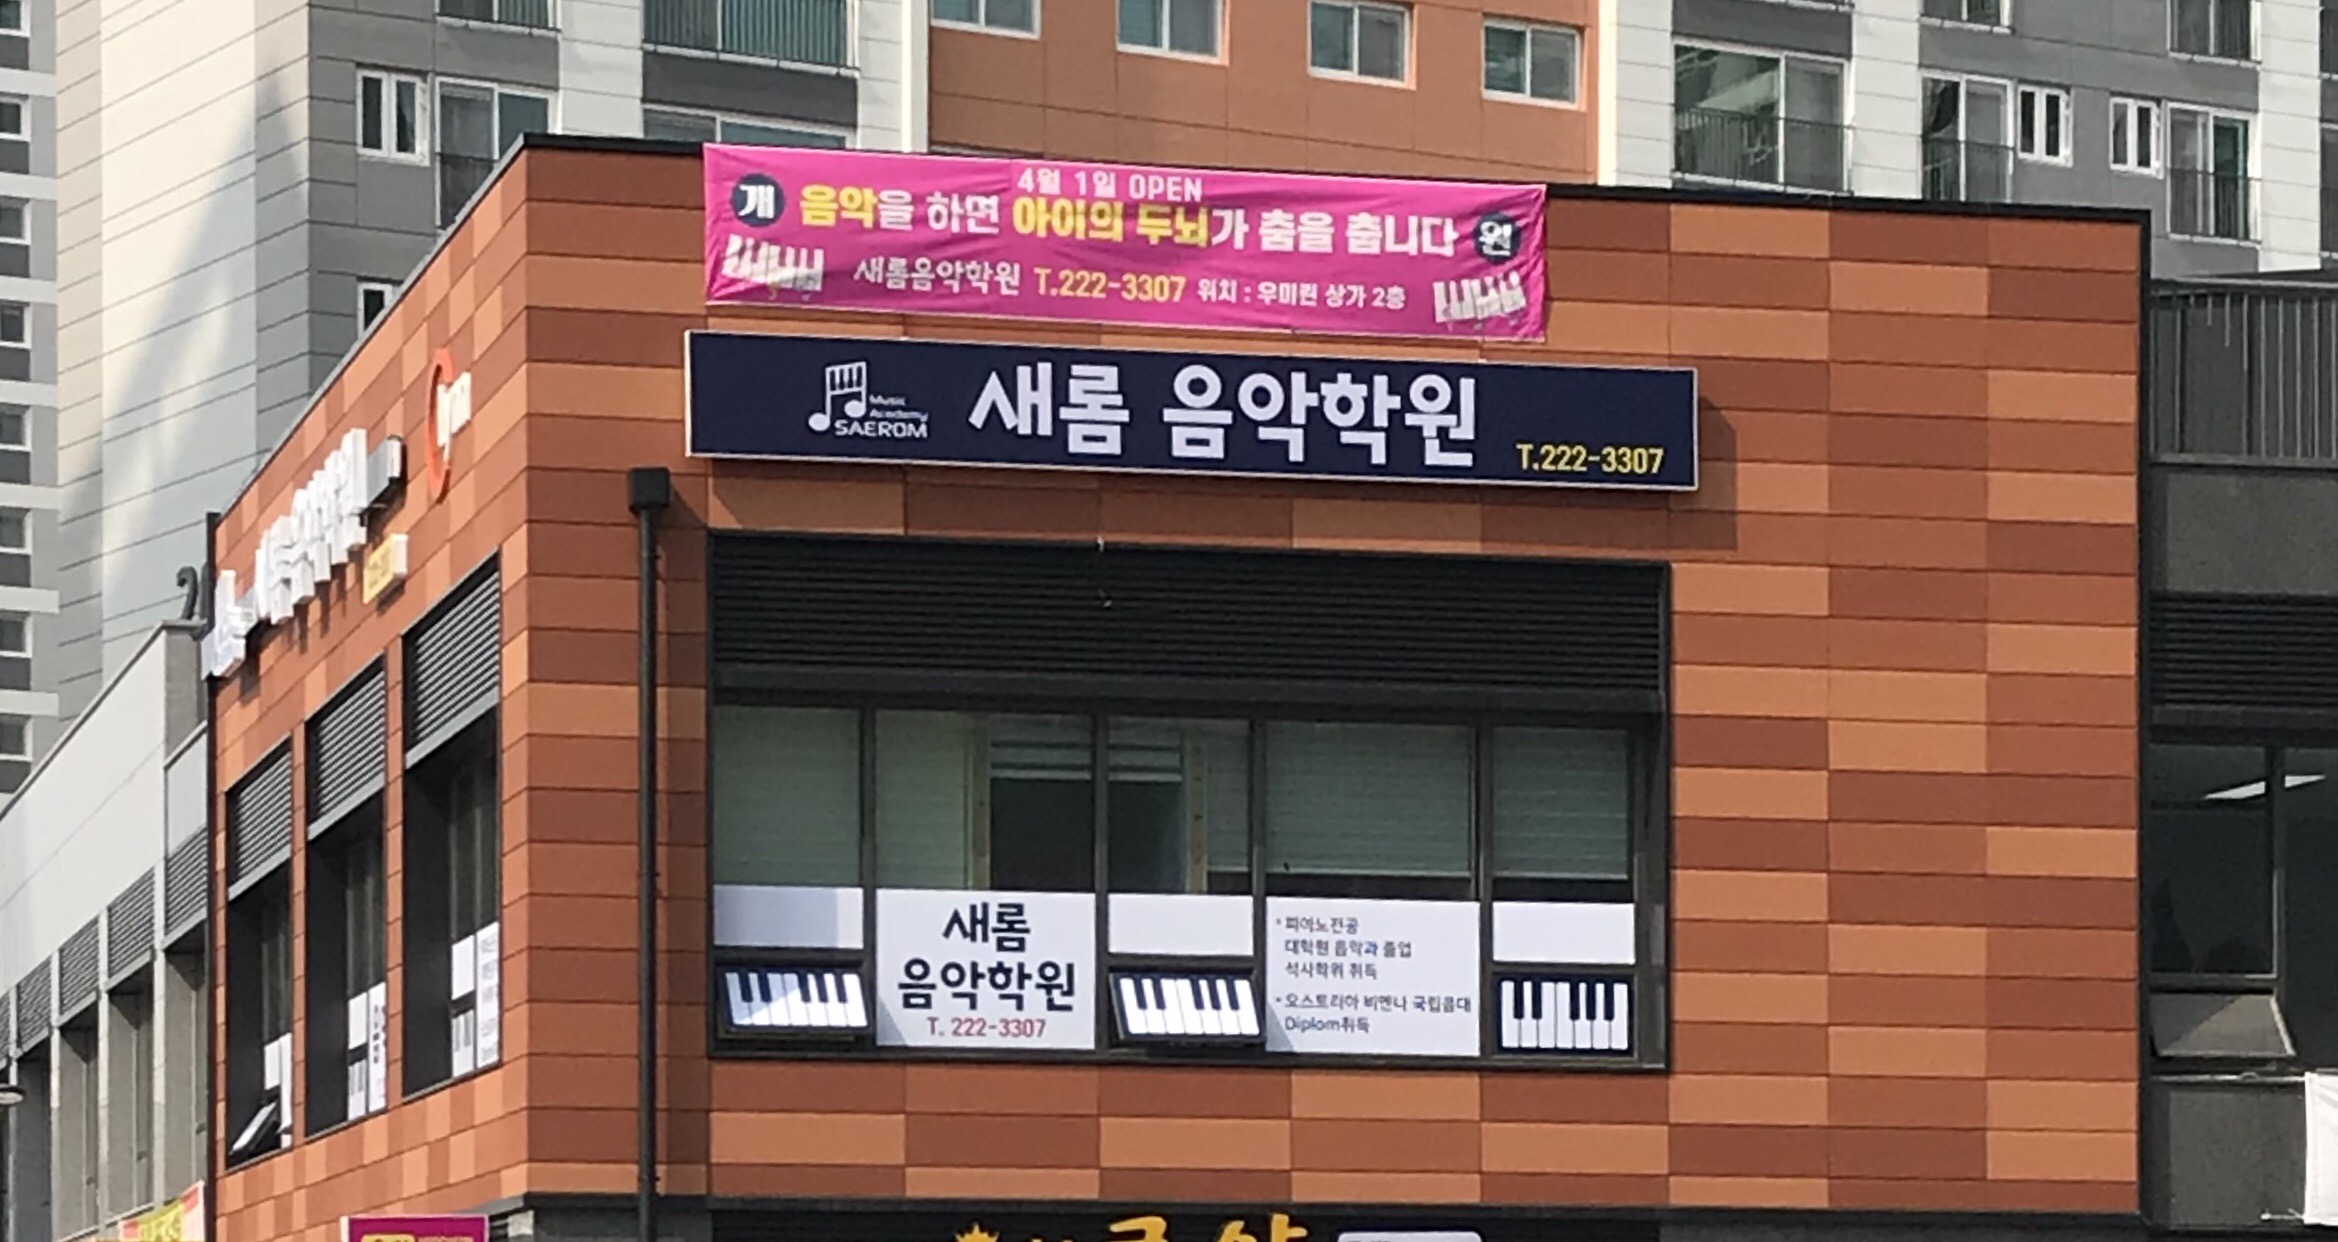 4월 1일 OPEN
개 음악을 하면 아이의 두뇌가 춤을 춥니다 원
새롬음악학원 T.222-3307 위치 : 우미린 상가 2층
Music
Academy
SAEROM
새롬 음악학원
T.222-3307
새롬
음악학원
T. 222-3307
• 피아노전공
대학원 음악과 졸업
석사학위 취득
• 오스트리아 비엔나 국립음대
Diplom취득